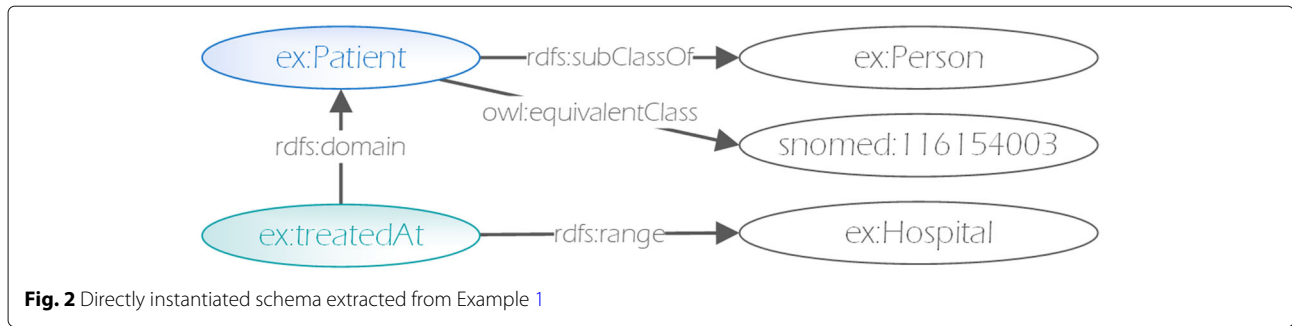 ex:Patient
rdfs:subClassOf
ex:Person
owl:equivalentClass
rdfs:domain
snomed:116154003
ex:treatedAt
rdfs:range
ex:Hospital
Fig. 2 Directly instantiated schema extracted from Example 1